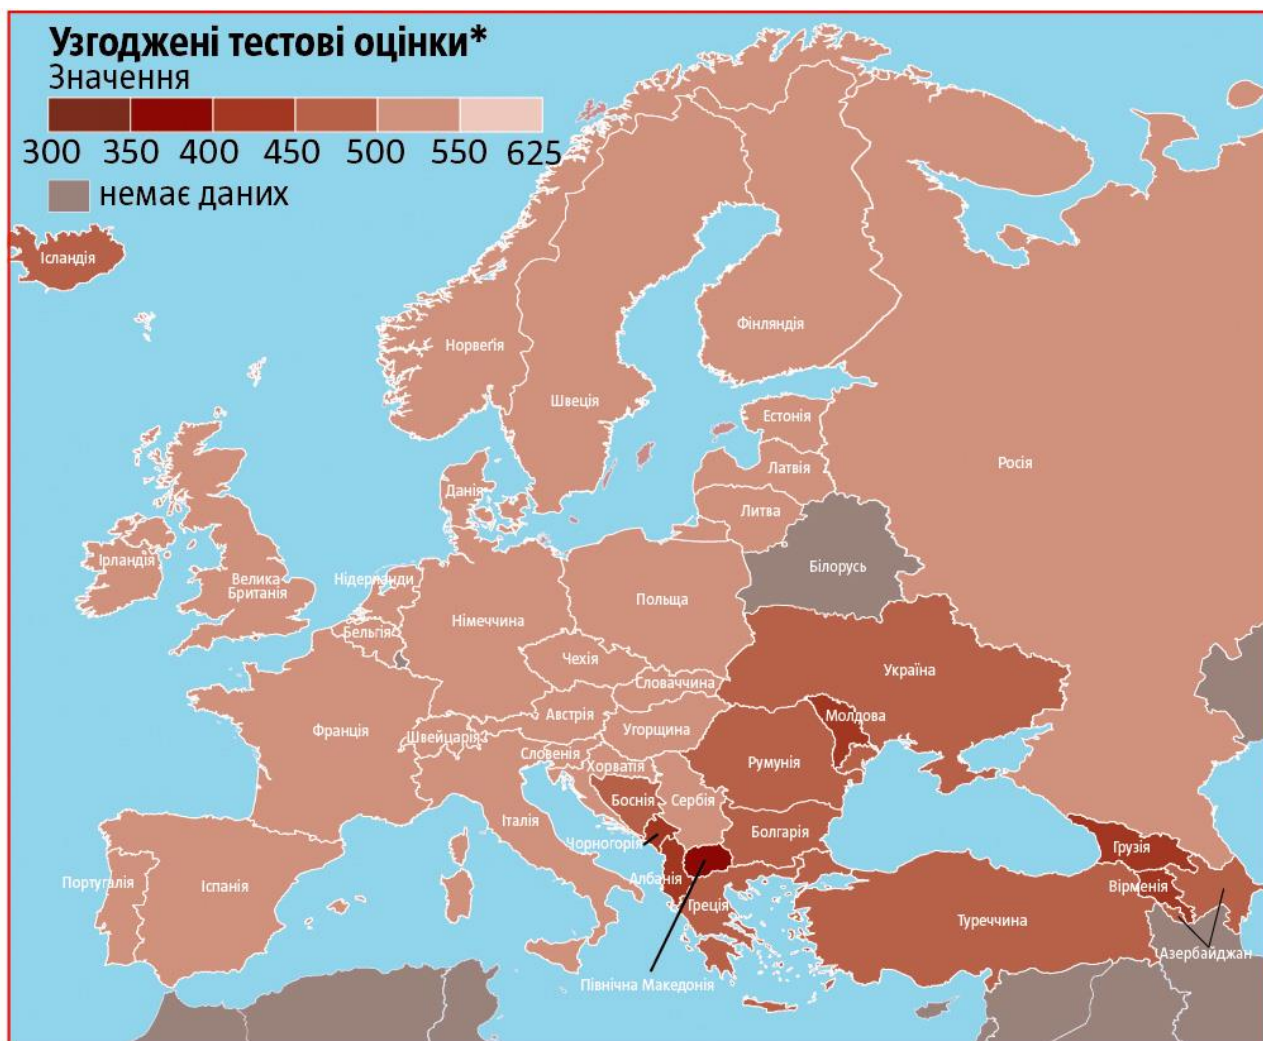 Узгоджені тестові оцінки*
Значення
300 350 400 450 500 550 625
немає даних
Ісландія
Норвегія
Швеція
Фінляндія
Естонія
Латвія
Литва
Росія
Данія
Ірландія
Велика
Британія
Нідерланди
Бельгія
Німеччина
Польща
Білорусь
Чехія
Словаччина
Україна
Франція
Швейцарія
Австрія
Угорщина
Молдова
Словенія
Хорватія
Румунія
Боснія
Сербія
Італія
Болгарія
Чорногорія
Албанія
Греція
Північна Македонія
Португалія
Іспанія
Туреччина
Грузія
Вірменія
Азербайджан